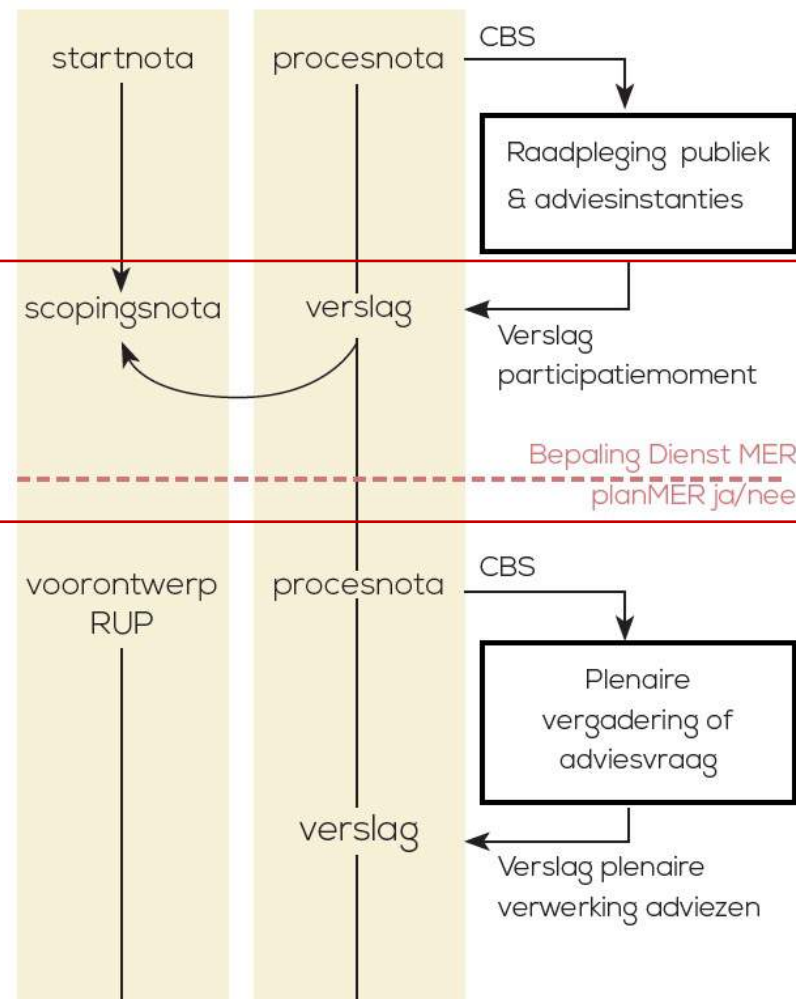 CBS
startnota
procesnota
Raadpleging publiek
& adviesinstanties
scopingsnota
verslag
Verslag
participatiemoment
Bepaling Dienst MER
planMER ja/nee
CBS
voorontwerp
RUP
procesnota
Plenaire
vergadering of
adviesvraag
verslag
Verslag plenaire
verwerking adviezen